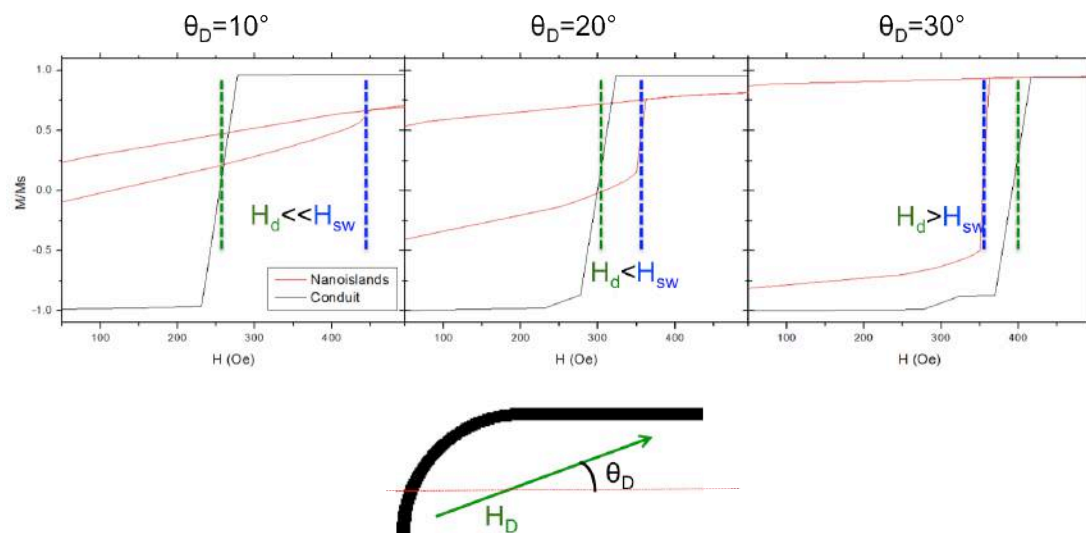 θD=10° θD=20° θD=30°
1.0
0.5
0.0
-0.5
-1.0
M/Ms
Hd<<Hsw
Hd<Hsw
Hd>Hsw
Nanoislands
Conduit
100 200 300 400 100 200 300 400 100 200 300 400
H (Oe) H (Oe) H (Oe)
θD
HD